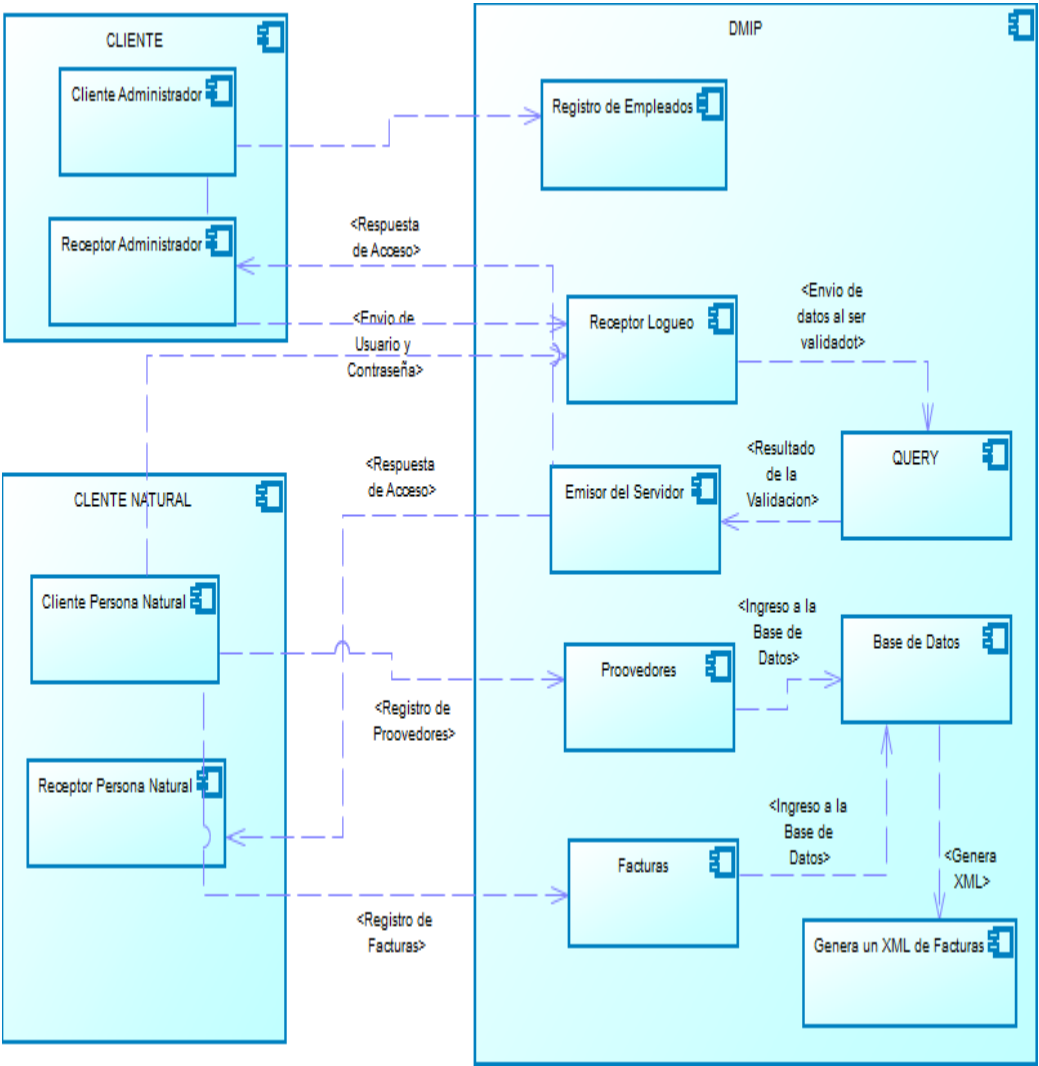 CLIENTE
Cliente Administrador
Receptor Administrador
DMIP
Registro de Empleados
<Respuesta
de Acceso>
<Envio de
Usuario y
Contraseña>
Receptor Logueo
<Envio de
datos al ser
validadot>
QUERY
<Resultado
de la
Validacion>
Emisor del Servidor
<Respuesta
de Acceso>
CLENTE NATURAL
Cliente Persona Natural
Receptor Persona Natural
<Registro de
Proovedores>
Proovedores
<Ingreso a la
Base de
Datos>
Base de Datos
<Registro de
Facturas>
Facturas
<Ingreso a la
Base de
Datos>
<Genera
XML>
Genera un XML de Facturas